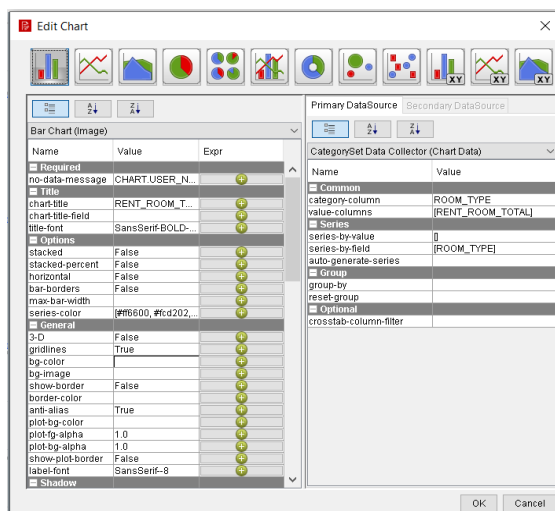 Edit Chart
XY XY XY
A Z Z A
Bar Chart (Image)
Name Value Expr
Required
no-data-message CHART.USER_N...
Title
chart-title RENT_ROOM_T...
chart-title-field
title-font SansSerif-BOLD-...
Options
stacked False
stacked-percent False
horizontal False
bar-borders False
max-bar-width
series-color [#ff6600, #fcd202,...
General
3-D False
gridlines True
bg-color
bg-image
show-border False
border-color
anti-alias True
plot-bg-color
plot-fg-alpha 1.0
plot-bg-alpha 1.0
show-plot-border False
label-font SansSerif--8
Shadow
Primary DataSource Secondary DataSource
A Z Z A
CategorySet Data Collector (Chart Data)
Name Value
Common
category-column ROOM_TYPE
value-columns [RENT_ROOM_TOTAL]
Series
series-by-value []
series-by-field [ROOM_TYPE]
auto-generate-series
Group
group-by
reset-group
Optional
crosstab-column-filter
OK Cancel